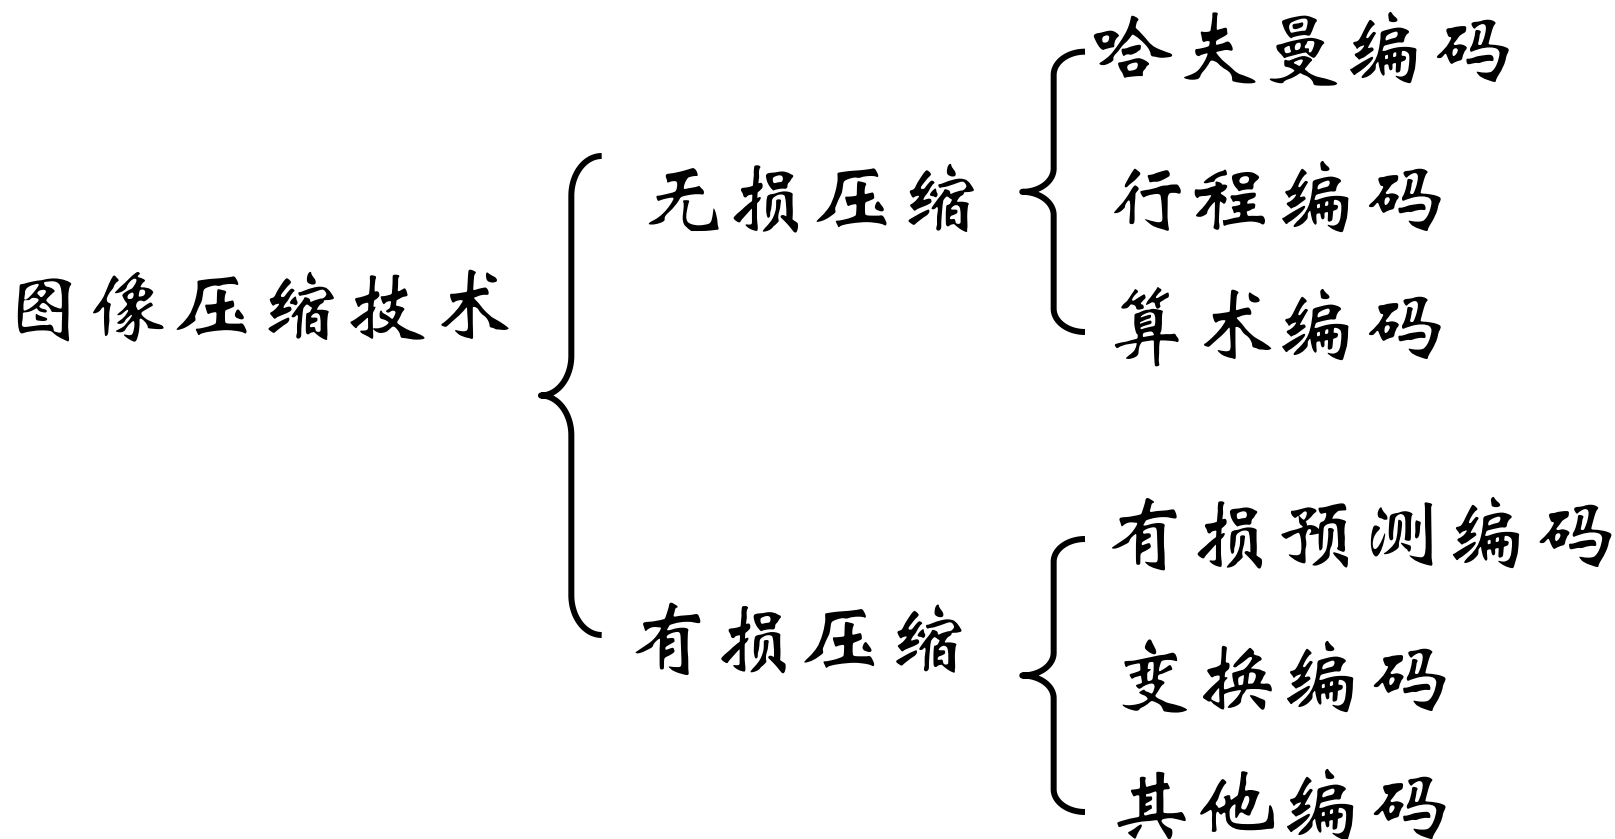 哈夫曼编码
无损压缩
行程编码
图像压缩技术
算术编码
有损预测编码
有损压缩
变换编码
其他编码